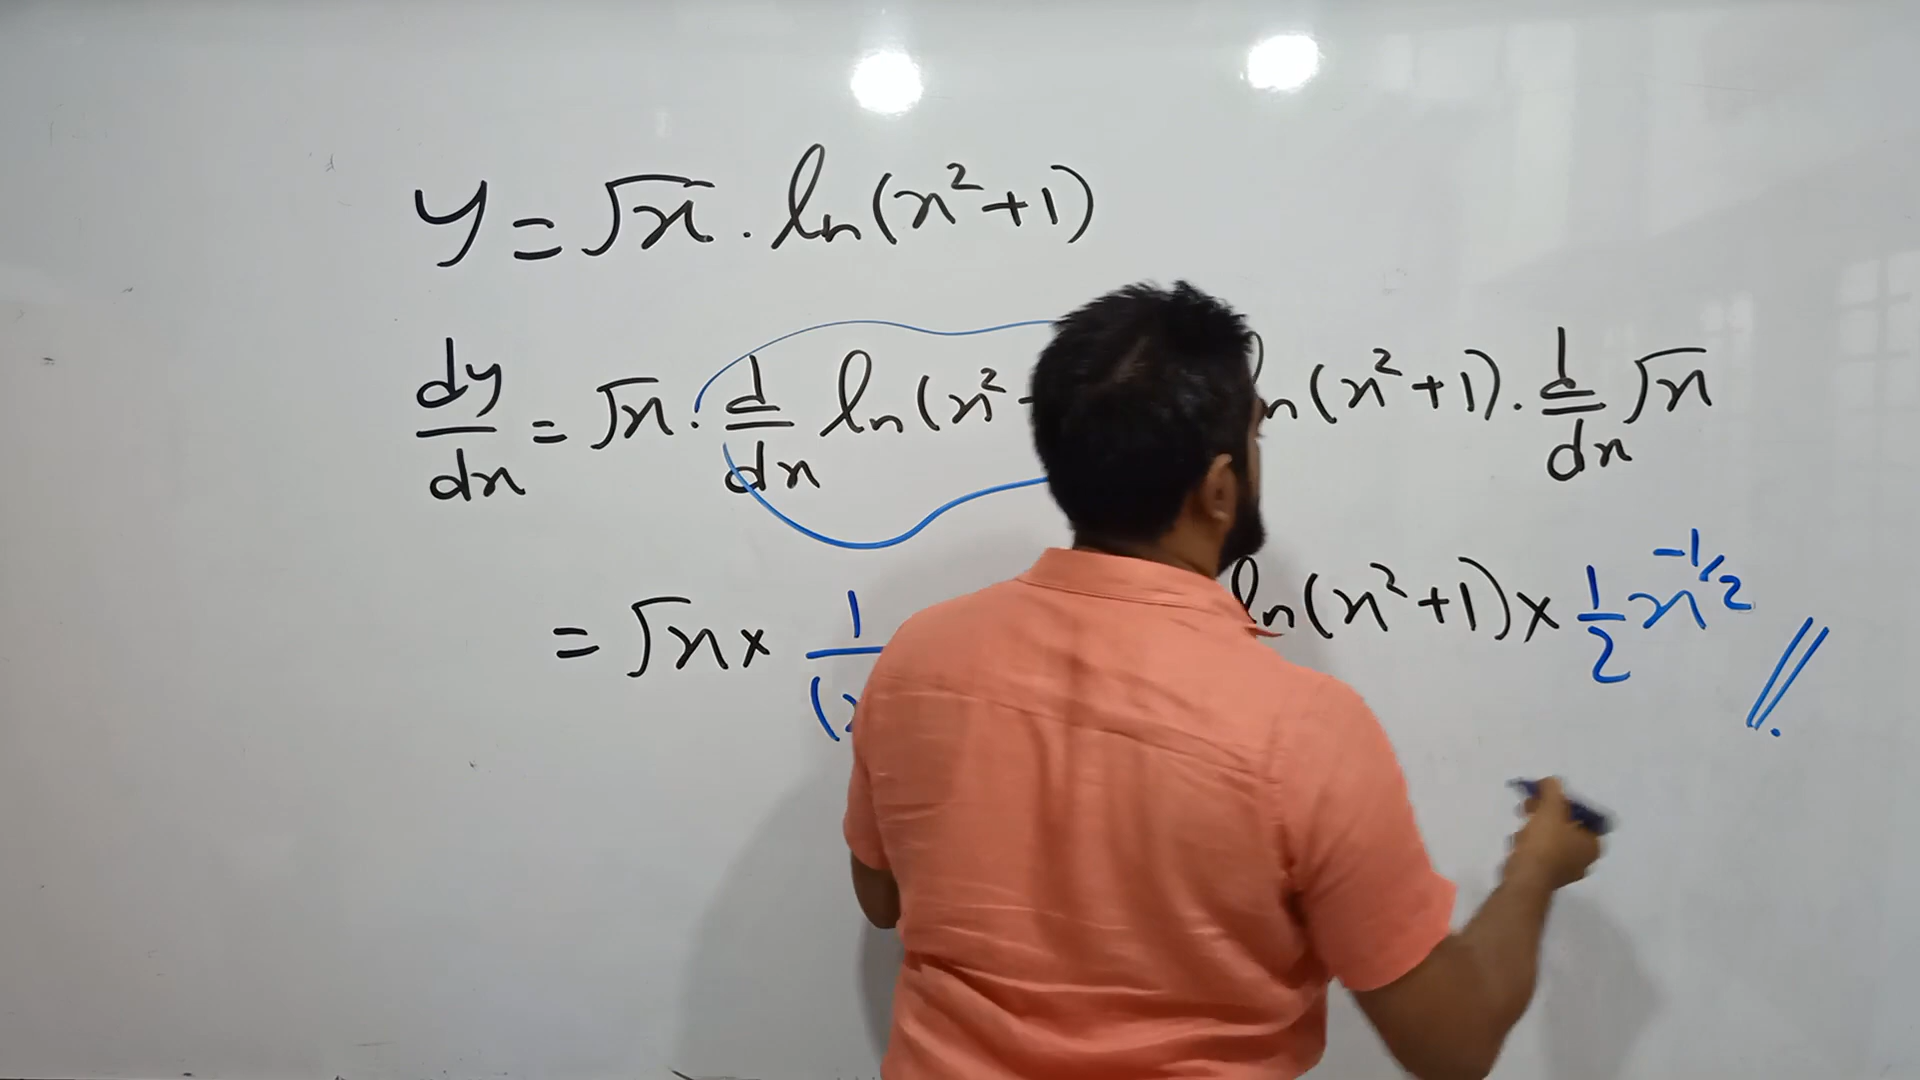 y = √x . ln(x²+1)
dy/dx = √x . d/dx ln(x² ln(x²+1) . d/dx √x
= √x × 1/( ln(x²+1) × 1/2 x^-1/2 //.